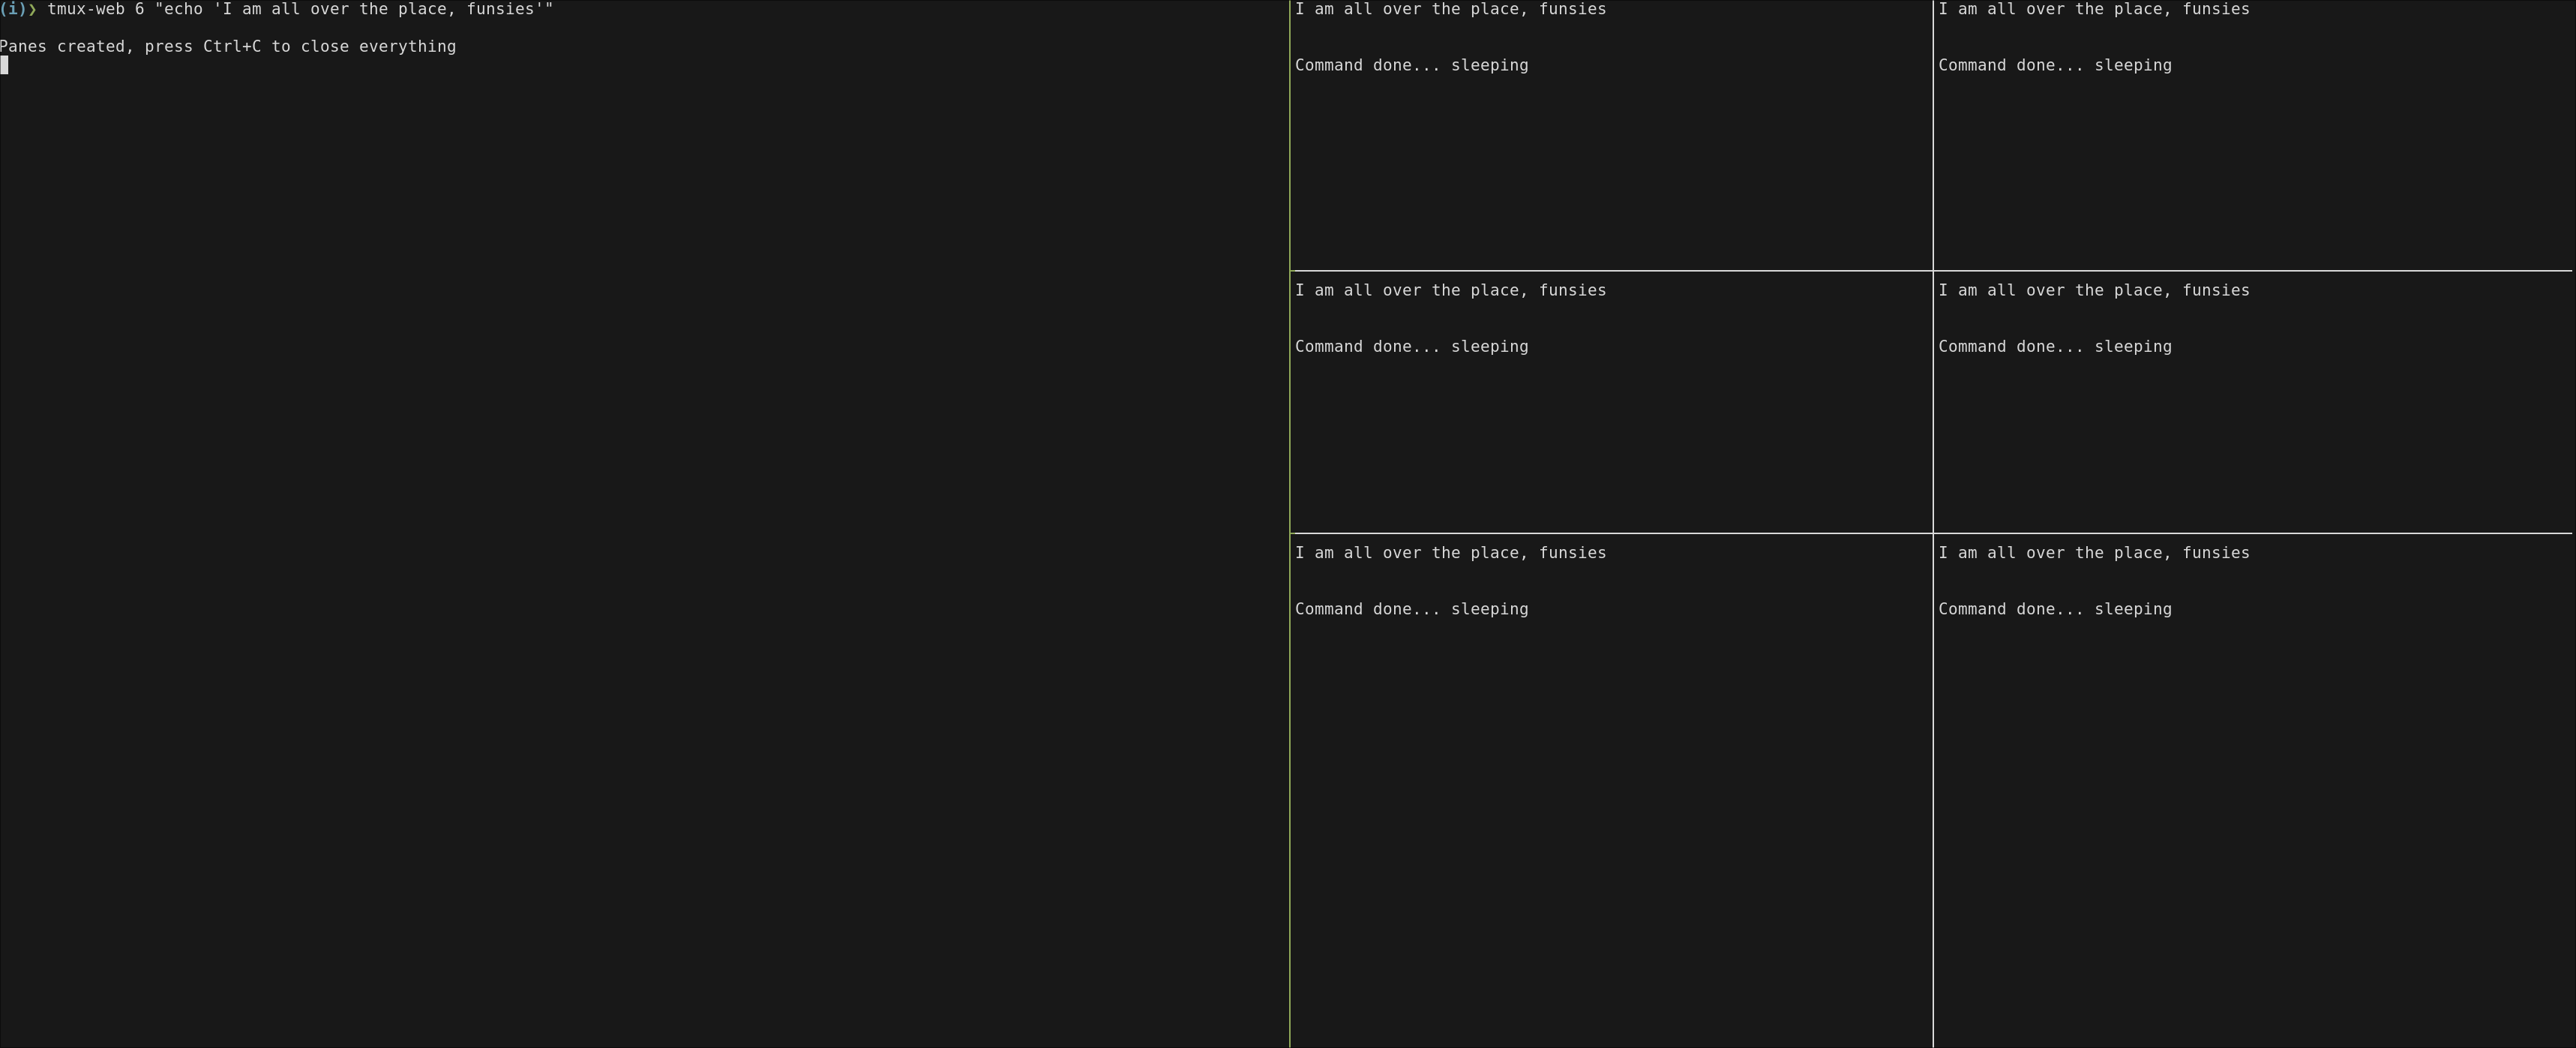 (i)❯ tmux-web 6 "echo 'I am all over the place, funsies'"
Panes created, press Ctrl+C to close everything
I am all over the place, funsies
Command done... sleeping
I am all over the place, funsies
Command done... sleeping
I am all over the place, funsies
Command done... sleeping
I am all over the place, funsies
Command done... sleeping
I am all over the place, funsies
Command done... sleeping
I am all over the place, funsies
Command done... sleeping